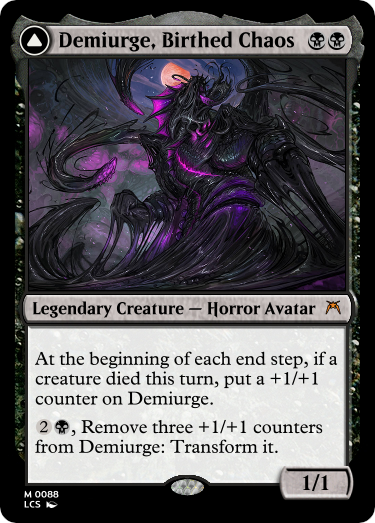 Demiurge, Birthed Chaos
Legendary Creature — Horror Avatar
At the beginning of each end step, if a
creature died this turn, put a +1/+1
counter on Demiurge.
2, Remove three +1/+1 counters
from Demiurge: Transform it.
1/1
M 0088
LCS